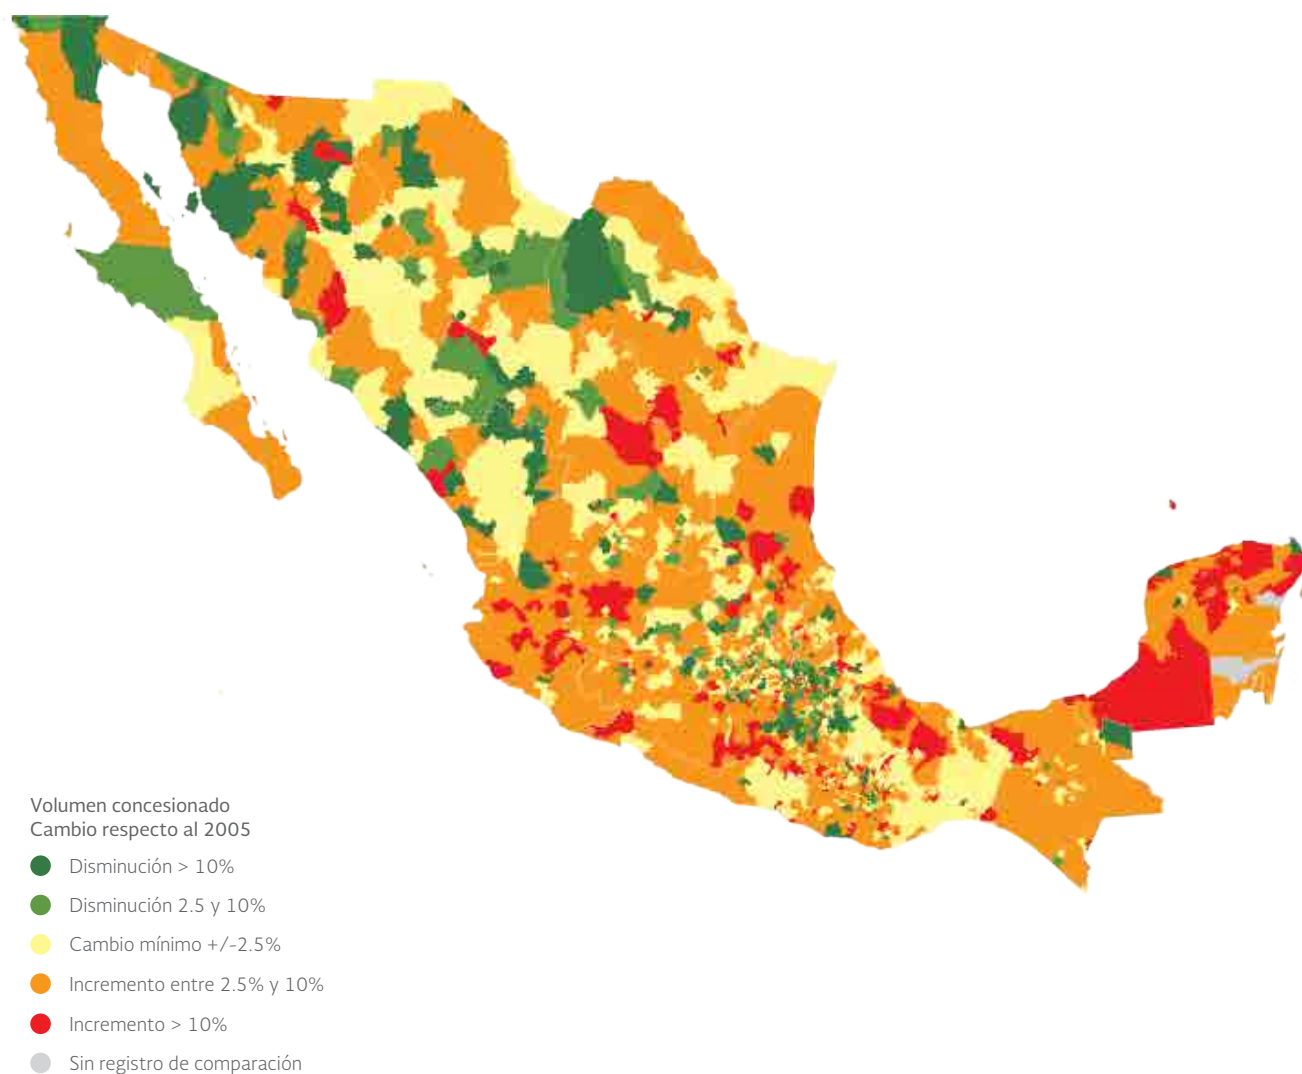 Volumen concesionado
Cambio respecto al 2005
Disminución > 10%
Disminución 2.5 y 10%
Cambio mínimo +/-2.5%
Incremento entre 2.5% y 10%
Incremento > 10%
Sin registro de comparación